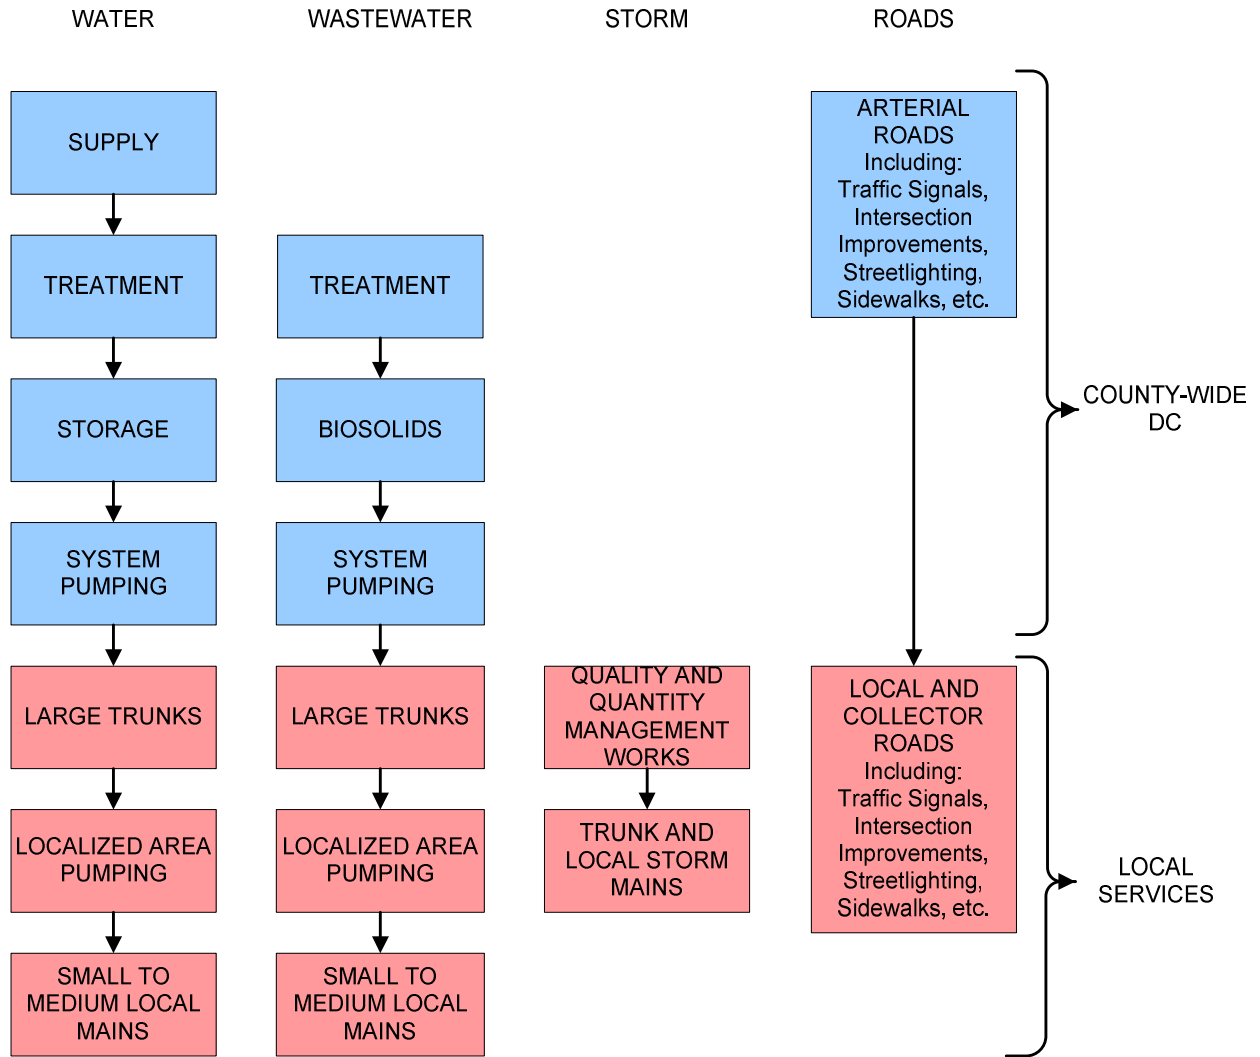 WATER
WASTEWATER
STORM
ROADS
SUPPLY
TREATMENT
STORAGE
SYSTEM
PUMPING
LARGE TRUNKS
LOCALIZED AREA
PUMPING
SMALL TO
MEDIUM LOCAL
MAINS
TREATMENT
BIOSOLIDS
SYSTEM
PUMPING
LARGE TRUNKS
LOCALIZED AREA
PUMPING
SMALL TO
MEDIUM LOCAL
MAINS
QUALITY AND
QUANTITY
MANAGEMENT
WORKS
TRUNK AND
LOCAL STORM
MAINS
ARTERIAL
ROADS
Including:
Traffic Signals,
Intersection
Improvements,
Streetlighting,
Sidewalks, etc.
LOCAL AND
COLLECTOR
ROADS
Including:
Traffic Signals,
Intersection
Improvements,
Streetlighting,
Sidewalks, etc.
COUNTY-WIDE
DC
LOCAL
SERVICES